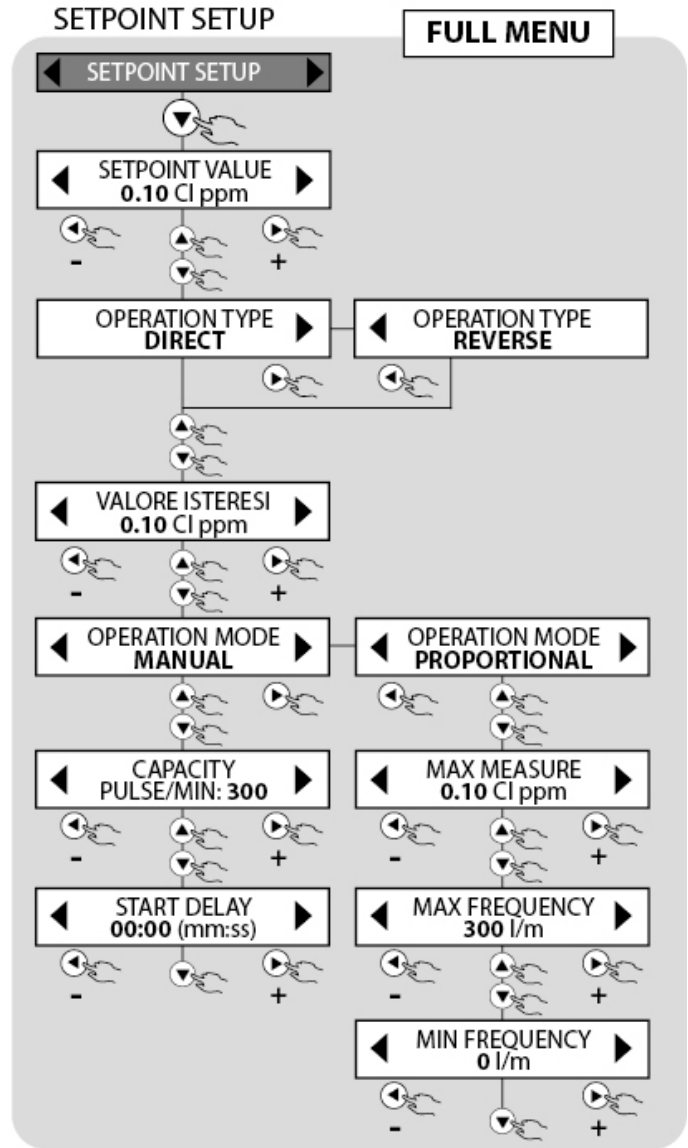 SETPOINT SETUP
FULL MENU
SETPOINT SETUP
SETPOINT VALUE
0.10 Cl ppm
- +
OPERATION TYPE
DIRECT
OPERATION TYPE
REVERSE
VALORE ISTERESI
0.10 Cl ppm
- +
OPERATION MODE
MANUAL
OPERATION MODE
PROPORTIONAL
CAPACITY
PULSE/MIN: 300
- +
MAX MEASURE
0.10 Cl ppm
- +
START DELAY
00:00 (mm:ss)
- +
MAX FREQUENCY
300 l/m
- +
MIN FREQUENCY
0 l/m
- +